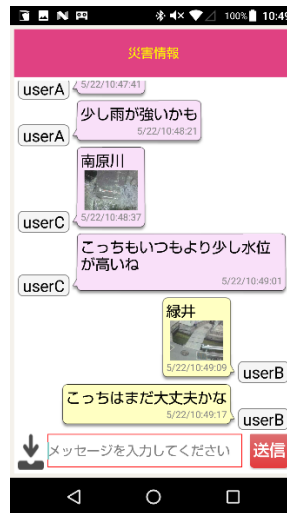 100% 10:49
災害情報
userA
5/22/10:47:41
少し雨が強いかも
5/22/10:48:21
userA
南原川
5/22/10:48:37
userC
こっちもいつもより少し水位
が高いね
5/22/10:49:01
userC
緑井
5/22/10:49:09
userB
こっちはまだ大丈夫かな
5/22/10:49:17
userB
メッセージを入力してください
送信